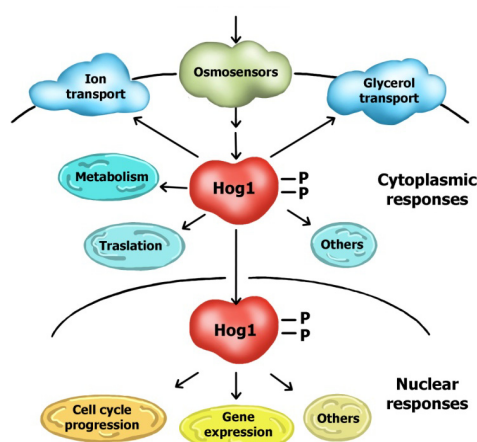 Ion
transport
Osmosensors
Glycerol
transport
Metabolism
Hog1
P
P
Cytoplasmic
responses
Traslation
Others
Hog1
P
P
Nuclear
responses
Cell cycle
progression
Gene
expression
Others